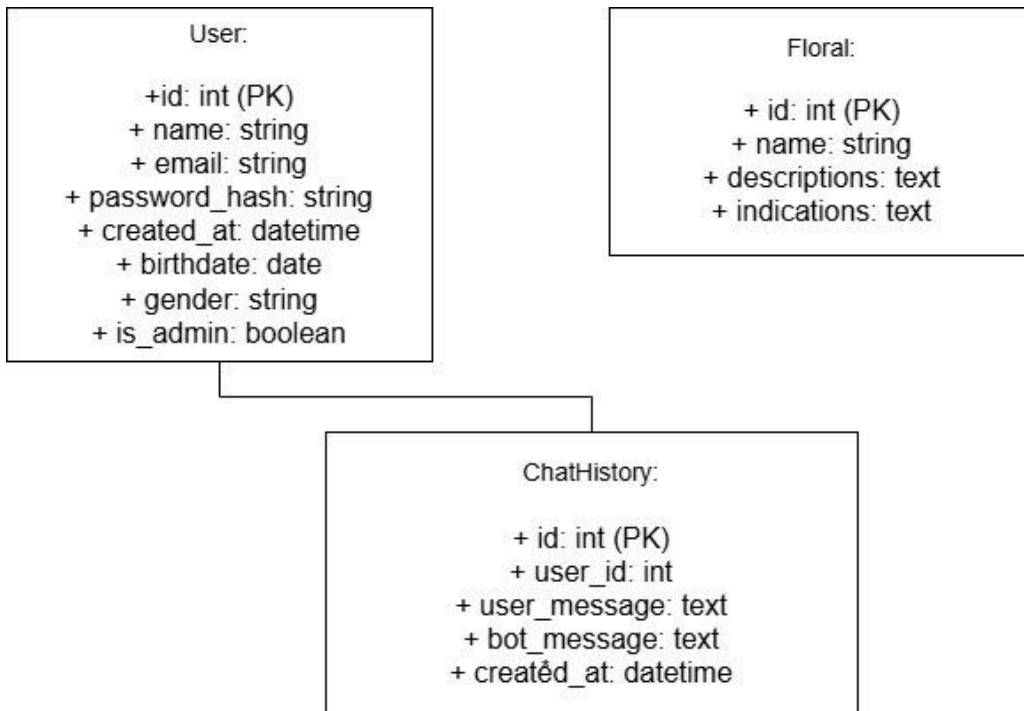 User:
+id: int (PK)
+ name: string
+ email: string
+ password_hash: string
+ created_at: datetime
+ birthdate: date
+ gender: string
+ is_admin: boolean
Floral:
+ id: int (PK)
+ name: string
+ descriptions: text
+ indications: text
ChatHistory:
+ id: int (PK)
+ user_id: int
+ user_message: text
+ bot_message: text
+ created_at: datetime